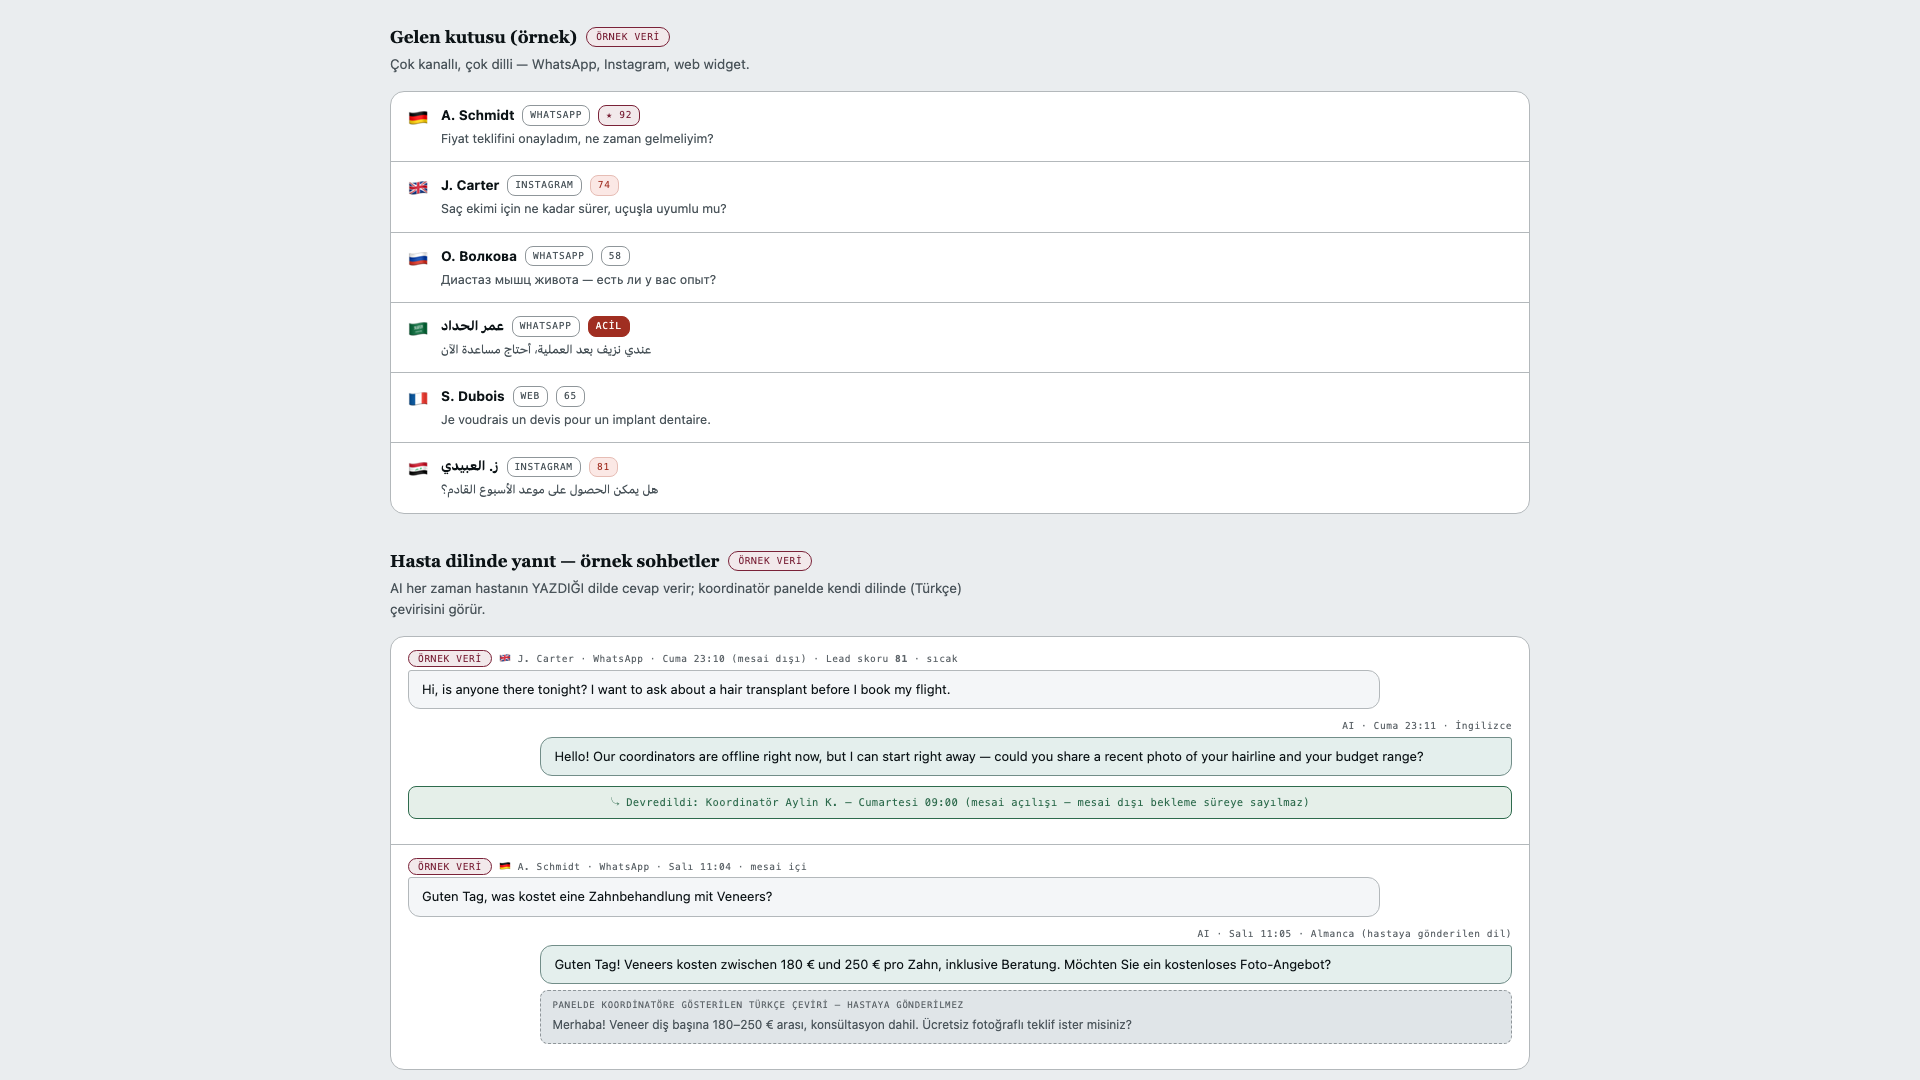 Gelen kutusu (örnek) ÖRNEK VERİ
Çok kanallı, çok dilli — WhatsApp, Instagram, web widget.
A. Schmidt WHATSAPP ★ 92
Fiyat teklifini onayladım, ne zaman gelmeliyim?
J. Carter INSTAGRAM 74
Saç ekimi için ne kadar sürer, uçuşla uyumlu mu?
О. Волкова WHATSAPP 58
Диастаз мышц живота — есть ли у вас опыт?
عمر الحداد WHATSAPP ACİL
عندي نزيف بعد العملية، أحتاج مساعدة الآن
S. Dubois WEB 65
Je voudrais un devis pour un implant dentaire.
ز. العبيدي INSTAGRAM 81
هل يمكن الحصول على موعد الأسبوع القادم؟
Hasta dilinde yanıt — örnek sohbetler ÖRNEK VERİ
AI her zaman hastanın YAZDIĞI dilde cevap verir; koordinatör panelde kendi dilinde (Türkçe)
çevirisini görür.
ÖRNEK VERİ J. Carter · WhatsApp · Cuma 23:10 (mesai dışı) · Lead skoru 81 · sıcak
Hi, is anyone there tonight? I want to ask about a hair transplant before I book my flight.
AI · Cuma 23:11 · İngilizce
Hello! Our coordinators are offline right now, but I can start right away — could you share a recent photo of your hairline and your budget range?
Devredildi: Koordinatör Aylin K. — Cumartesi 09:00 (mesai açılışı — mesai dışı bekleme süreye sayılmaz)
ÖRNEK VERİ A. Schmidt · WhatsApp · Salı 11:04 · mesai içi
Guten Tag, was kostet eine Zahnbehandlung mit Veneers?
AI · Salı 11:05 · Almanca (hastaya gönderilen dil)
Guten Tag! Veneers kosten zwischen 180 € und 250 € pro Zahn, inklusive Beratung. Möchten Sie ein kostenloses Foto-Angebot?
PANELDE KOORDİNATÖRE GÖSTERİLEN TÜRKÇE ÇEVİRİ — HASTAYA GÖNDERİLMEZ
Merhaba! Veneer diş başına 180–250 € arası, konsültasyon dahil. Ücretsiz fotoğraflı teklif ister misiniz?